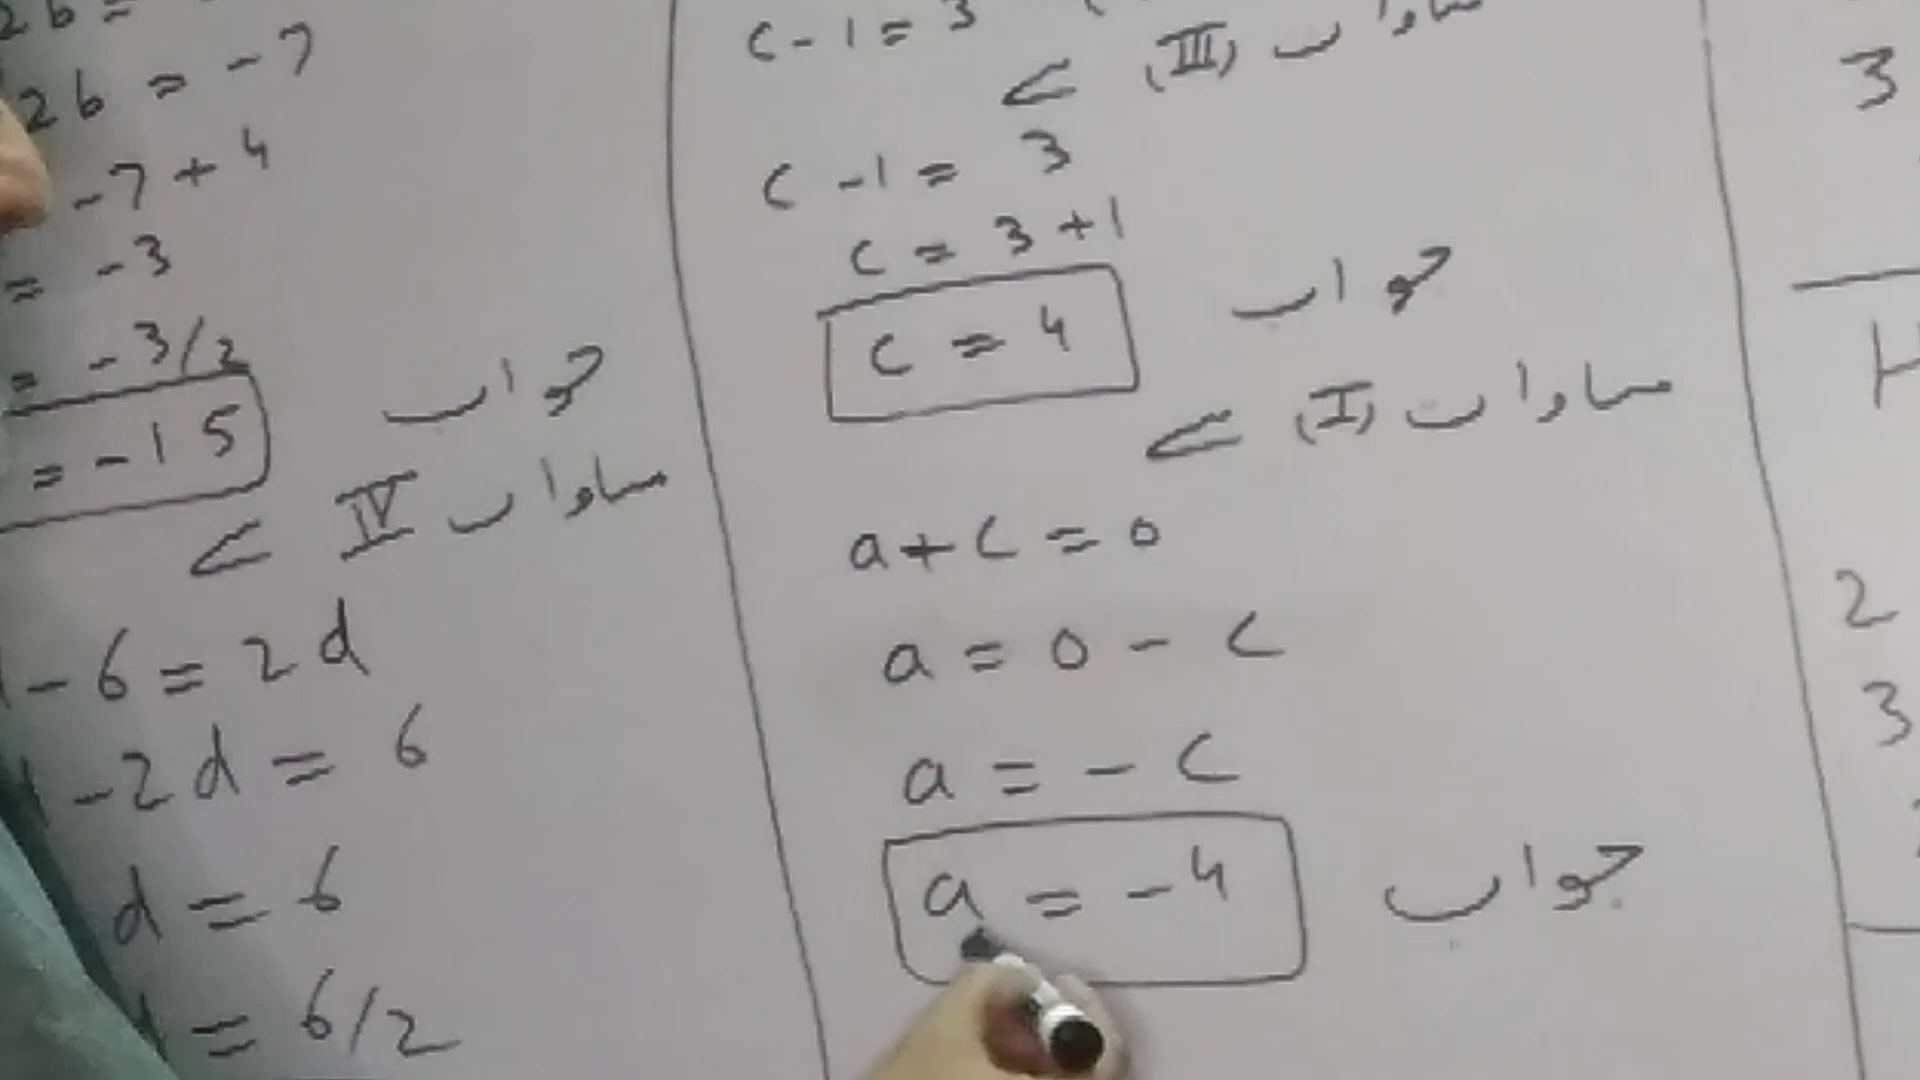 2b =
2b = -7
-7 + 4
= -3
= -3/2
= -1 5
جواب
مساوات IV
-6 = 2d
-2d = 6
d = 6
= 6/2
c - 1 = 3
مساوات (III)
c - 1 = 3
c = 3 + 1
c = 4
جواب
مساوات (I)
a + c = 0
a = 0 - c
a = - c
a = - 4
جواب
3
H
2
3